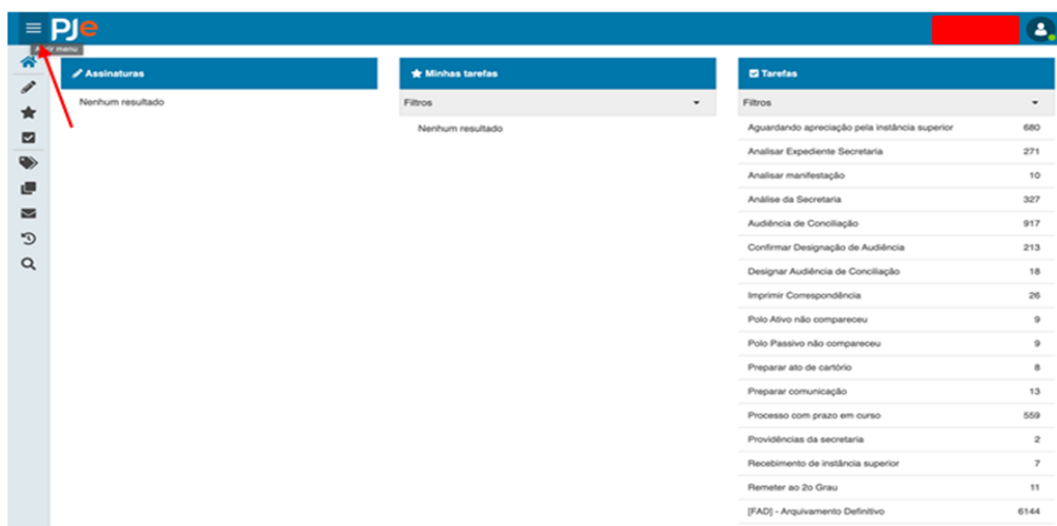 PJe
Abrir menu
Assinaturas
Nenhum resultado
Minhas tarefas
Filtros
Nenhum resultado
Tarefas
Filtros
Aguardando apreciação pela instância superior 680
Analisar Expediente Secretaria 271
Analisar manifestação 10
Análise da Secretaria 327
Audiência de Conciliação 917
Confirmar Designação de Audiência 213
Designar Audiência de Conciliação 18
Imprimir Correspondência 26
Polo Ativo não compareceu 9
Polo Passivo não compareceu 9
Preparar ato de cartório 8
Preparar comunicação 13
Processo com prazo em curso 559
Providências da secretaria 2
Recebimento de instância superior 7
Remeter ao 2o Grau 11
[FAD] - Arquivamento Definitivo 6144